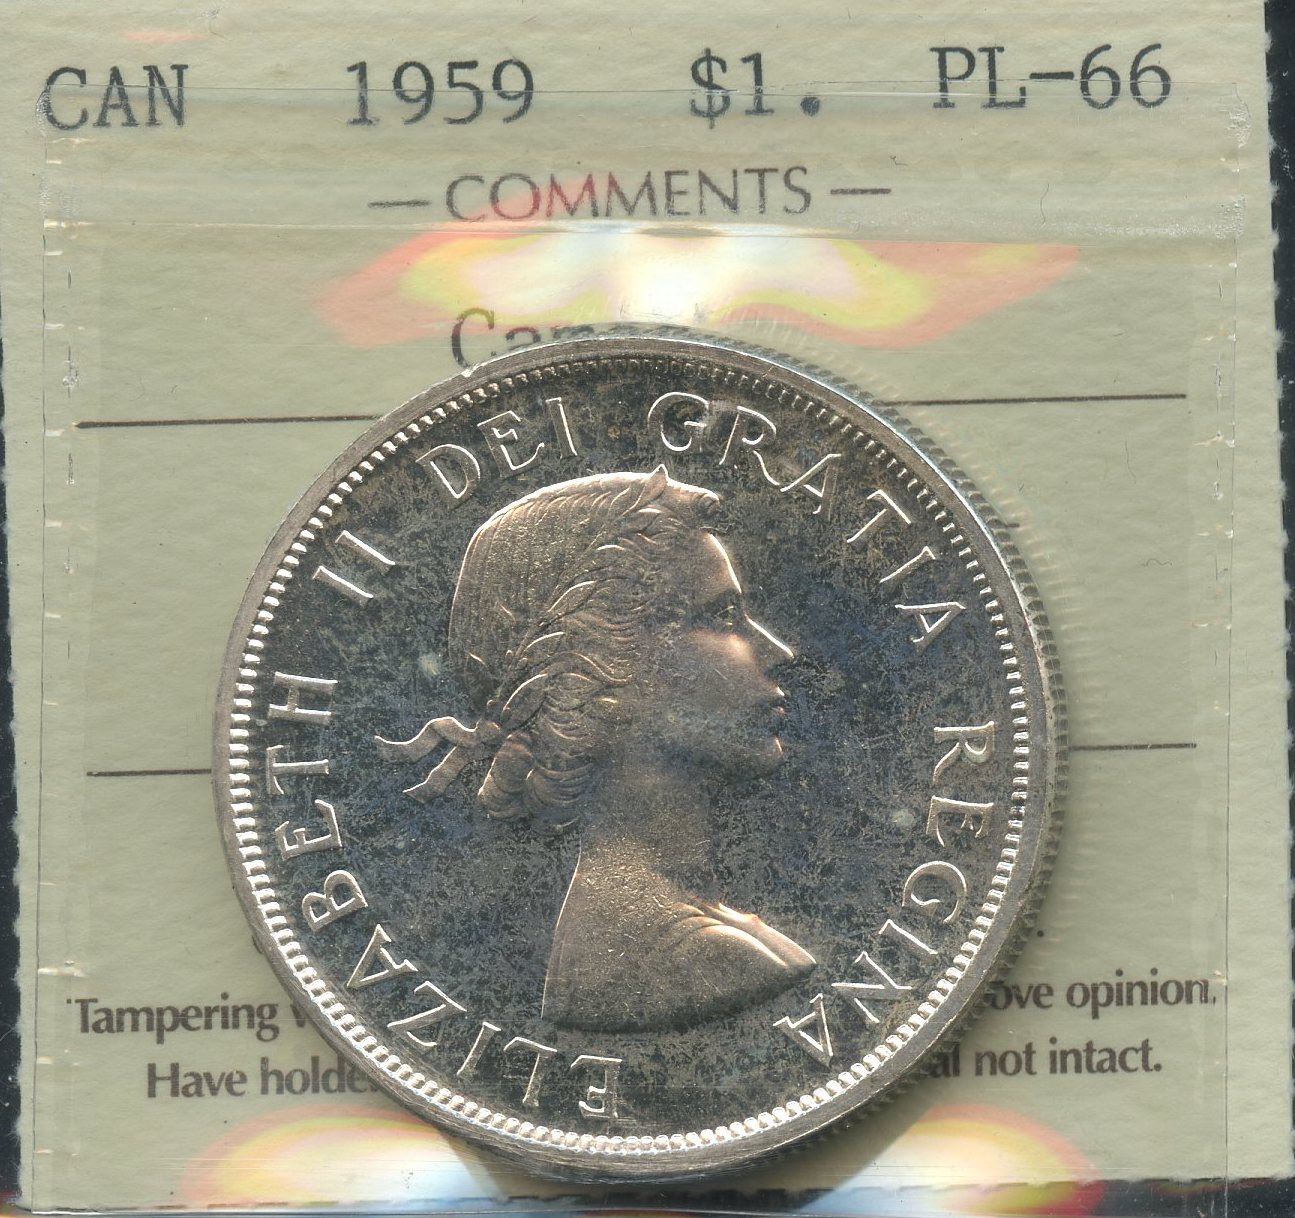 CAN 1959 $1. PL-66
— COMMENTS —
ELIZABETH II DEI GRATIA REGINA
Tampering
ove opinion.
Have holde
al not intact.